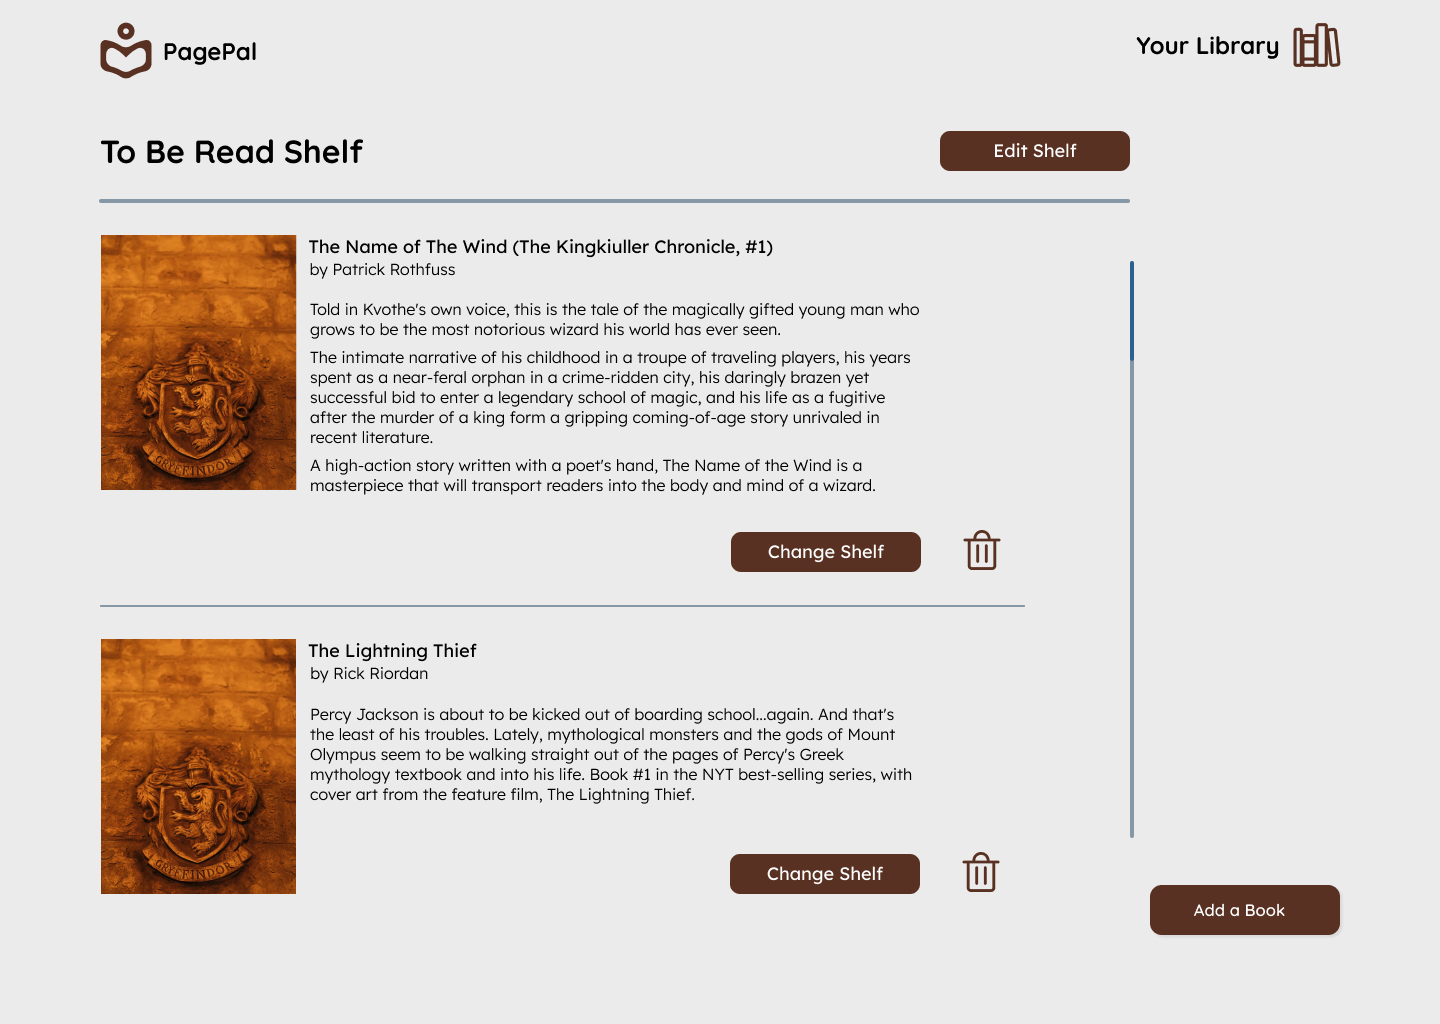 PagePal
Your Library
To Be Read Shelf
Edit Shelf
The Name of The Wind (The Kingkiuller Chronicle, #1)
by Patrick Rothfuss
Told in Kvothe's own voice, this is the tale of the magically gifted young man who
grows to be the most notorious wizard his world has ever seen.
The intimate narrative of his childhood in a troupe of traveling players, his years
spent as a near-feral orphan in a crime-ridden city, his daringly brazen yet
successful bid to enter a legendary school of magic, and his life as a fugitive
after the murder of a king form a gripping coming-of-age story unrivaled in
recent literature.
A high-action story written with a poet's hand, The Name of the Wind is a
masterpiece that will transport readers into the body and mind of a wizard.
GRYFFINDOR
Change Shelf
The Lightning Thief
by Rick Riordan
Percy Jackson is about to be kicked out of boarding school...again. And that's
the least of his troubles. Lately, mythological monsters and the gods of Mount
Olympus seem to be walking straight out of the pages of Percy's Greek
mythology textbook and into his life. Book #1 in the NYT best-selling series, with
cover art from the feature film, The Lightning Thief.
GRYFFINDOR
Change Shelf
Add a Book